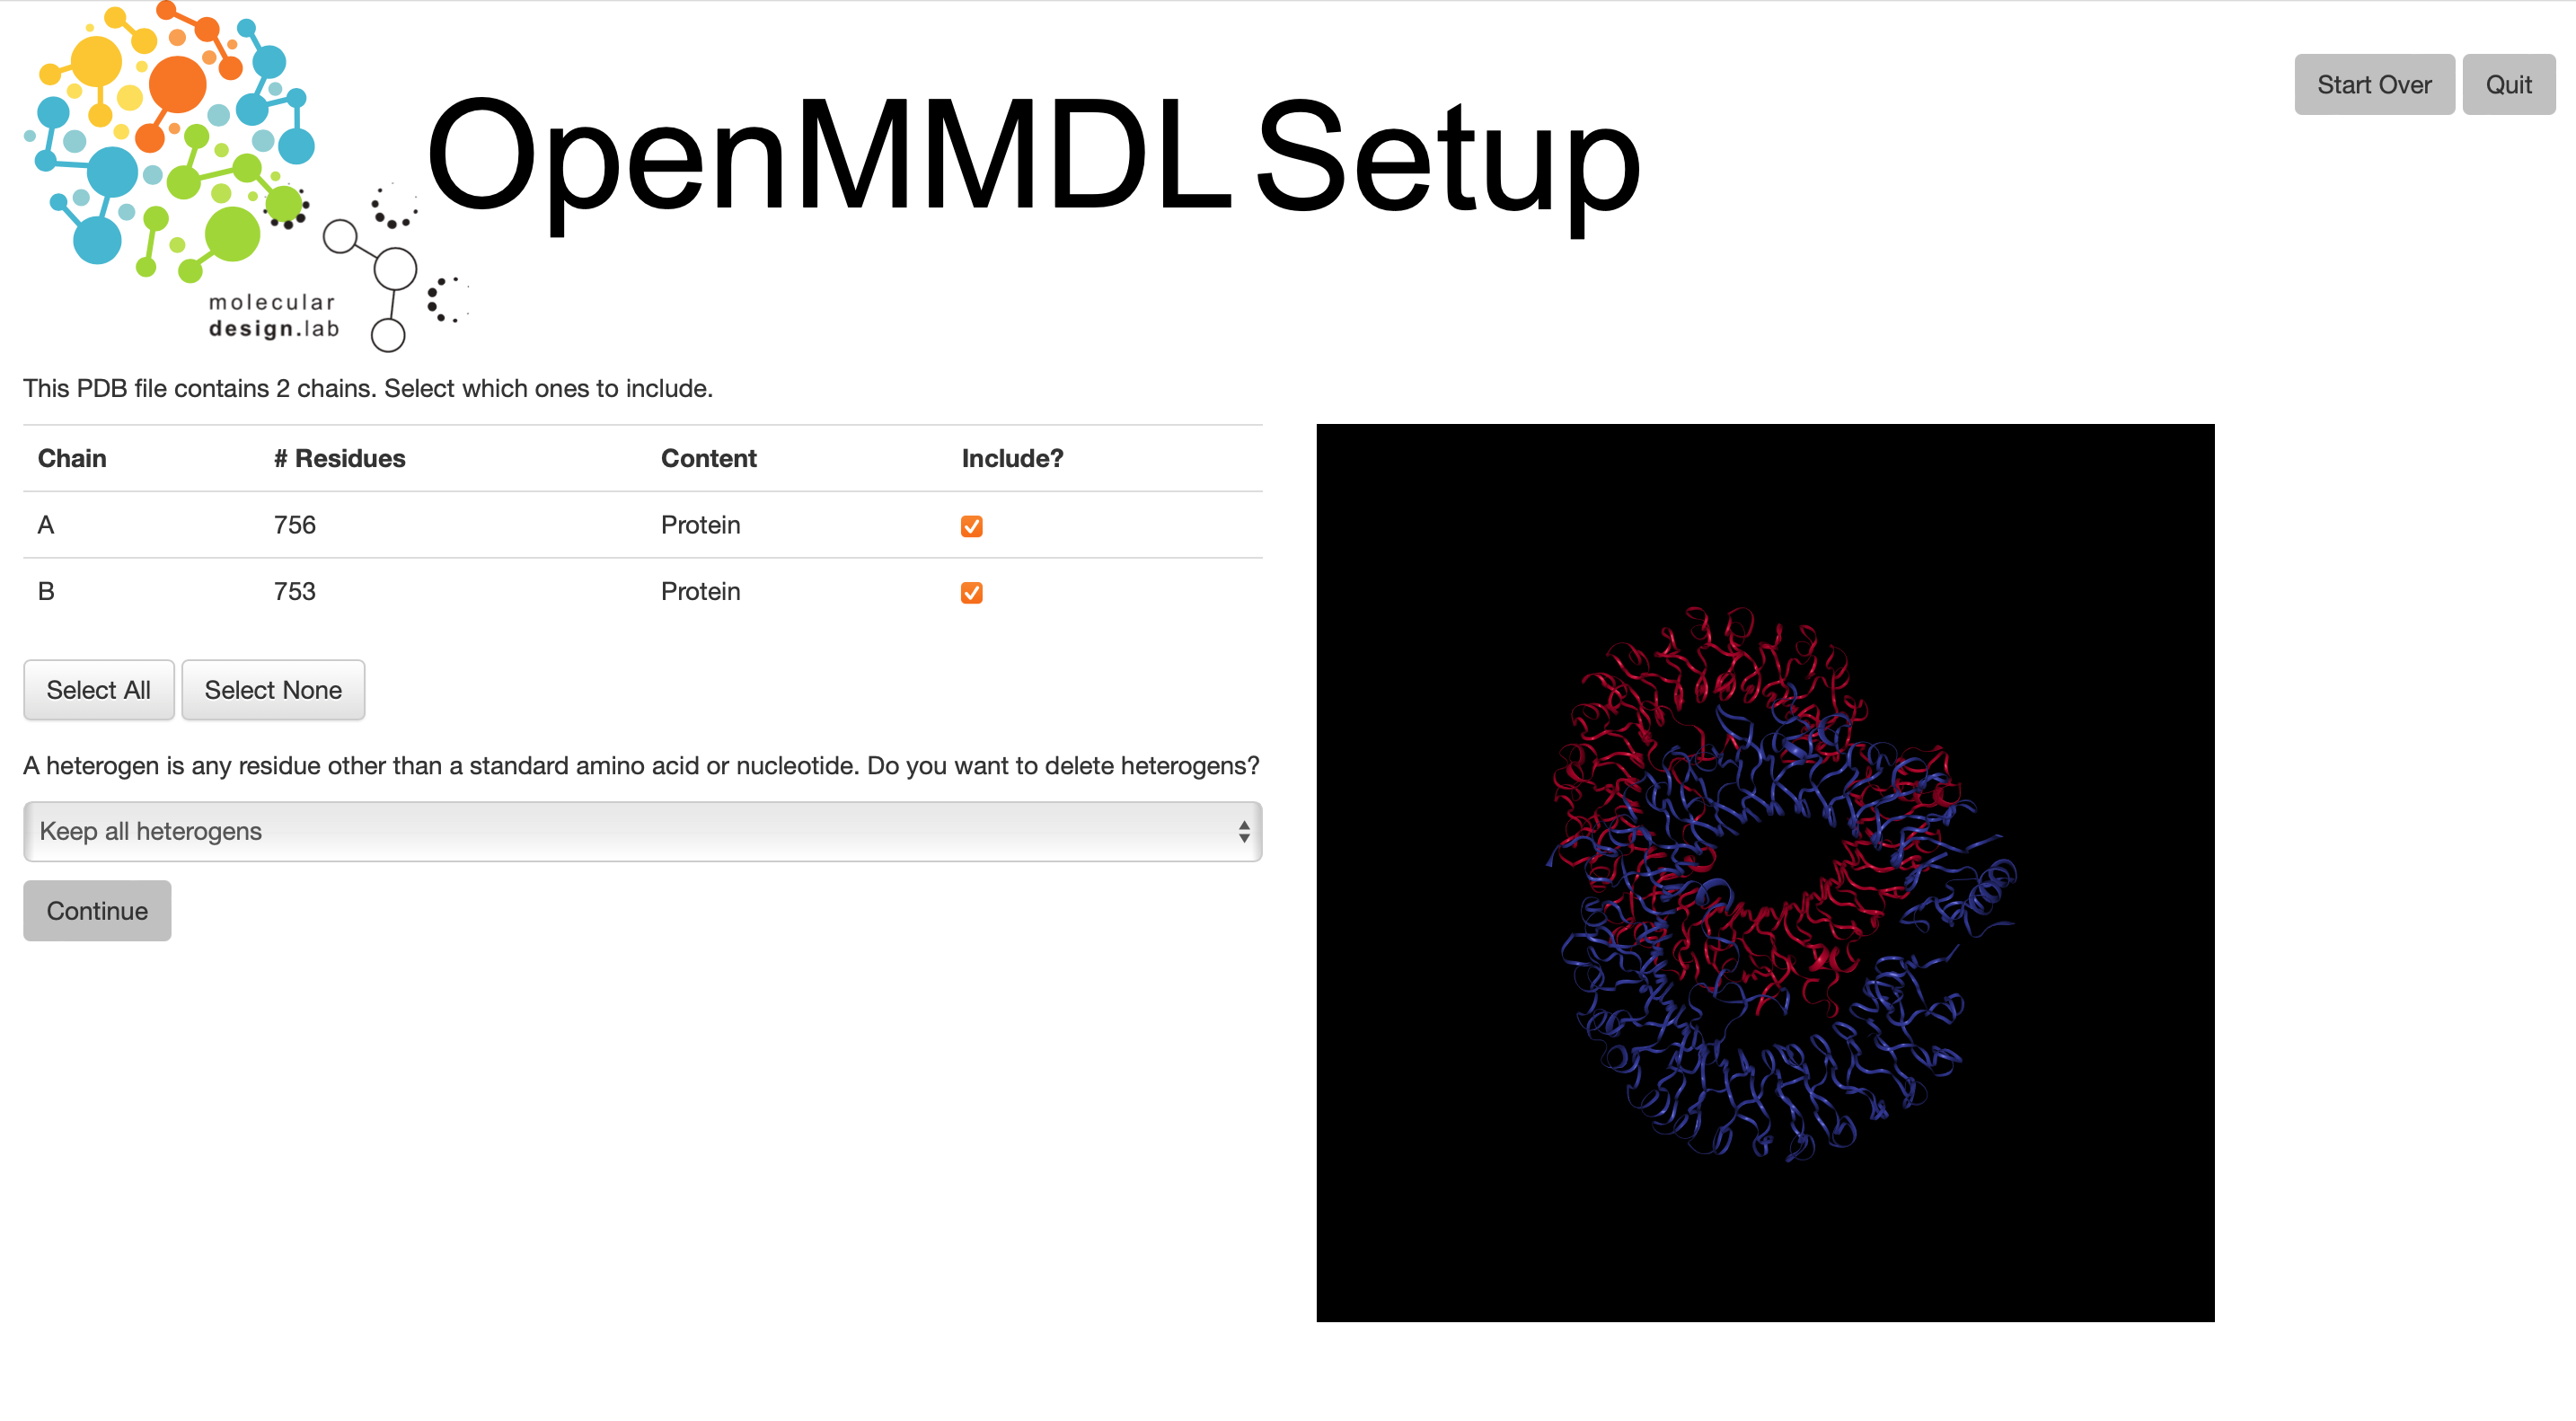 OpenMMDL Setup
Start Over
Quit
molecular
design.lab
This PDB file contains 2 chains. Select which ones to include.
Chain # Residues Content Include?
A 756 Protein
B 753 Protein
Select All Select None
A heterogen is any residue other than a standard amino acid or nucleotide. Do you want to delete heterogens?
Keep all heterogens
Continue